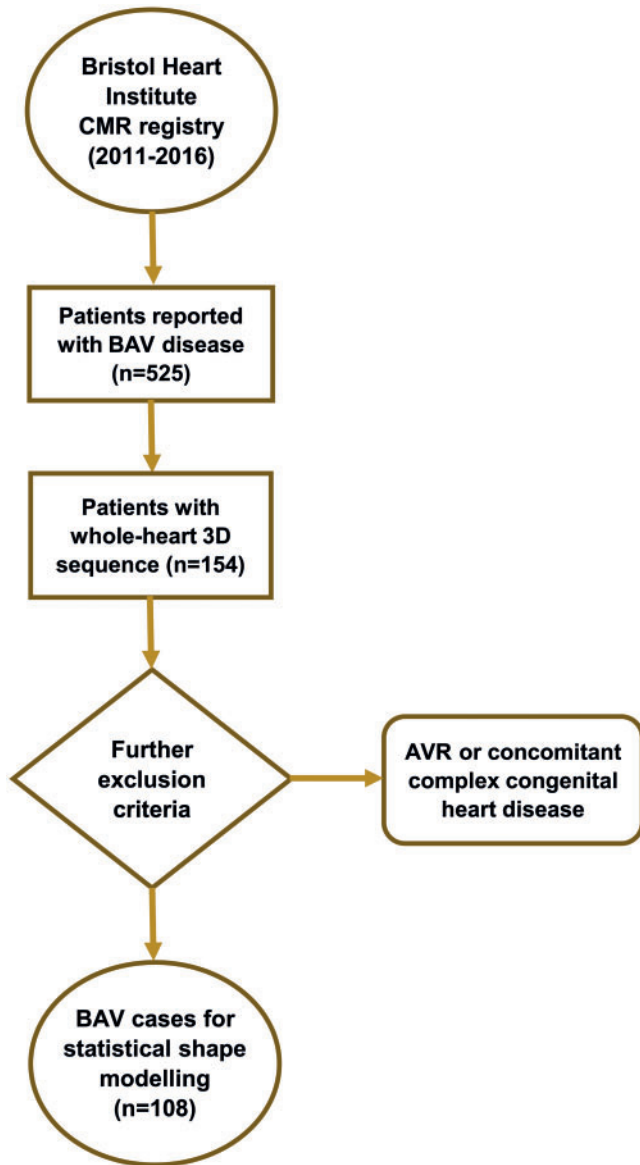 Bristol Heart
Institute
CMR registry
(2011-2016)
Patients reported
with BAV disease
(n=525)
Patients with
whole-heart 3D
sequence (n=154)
Further
exclusion
criteria
AVR or concomitant
complex congenital
heart disease
BAV cases for
statistical shape
modelling
(n=108)